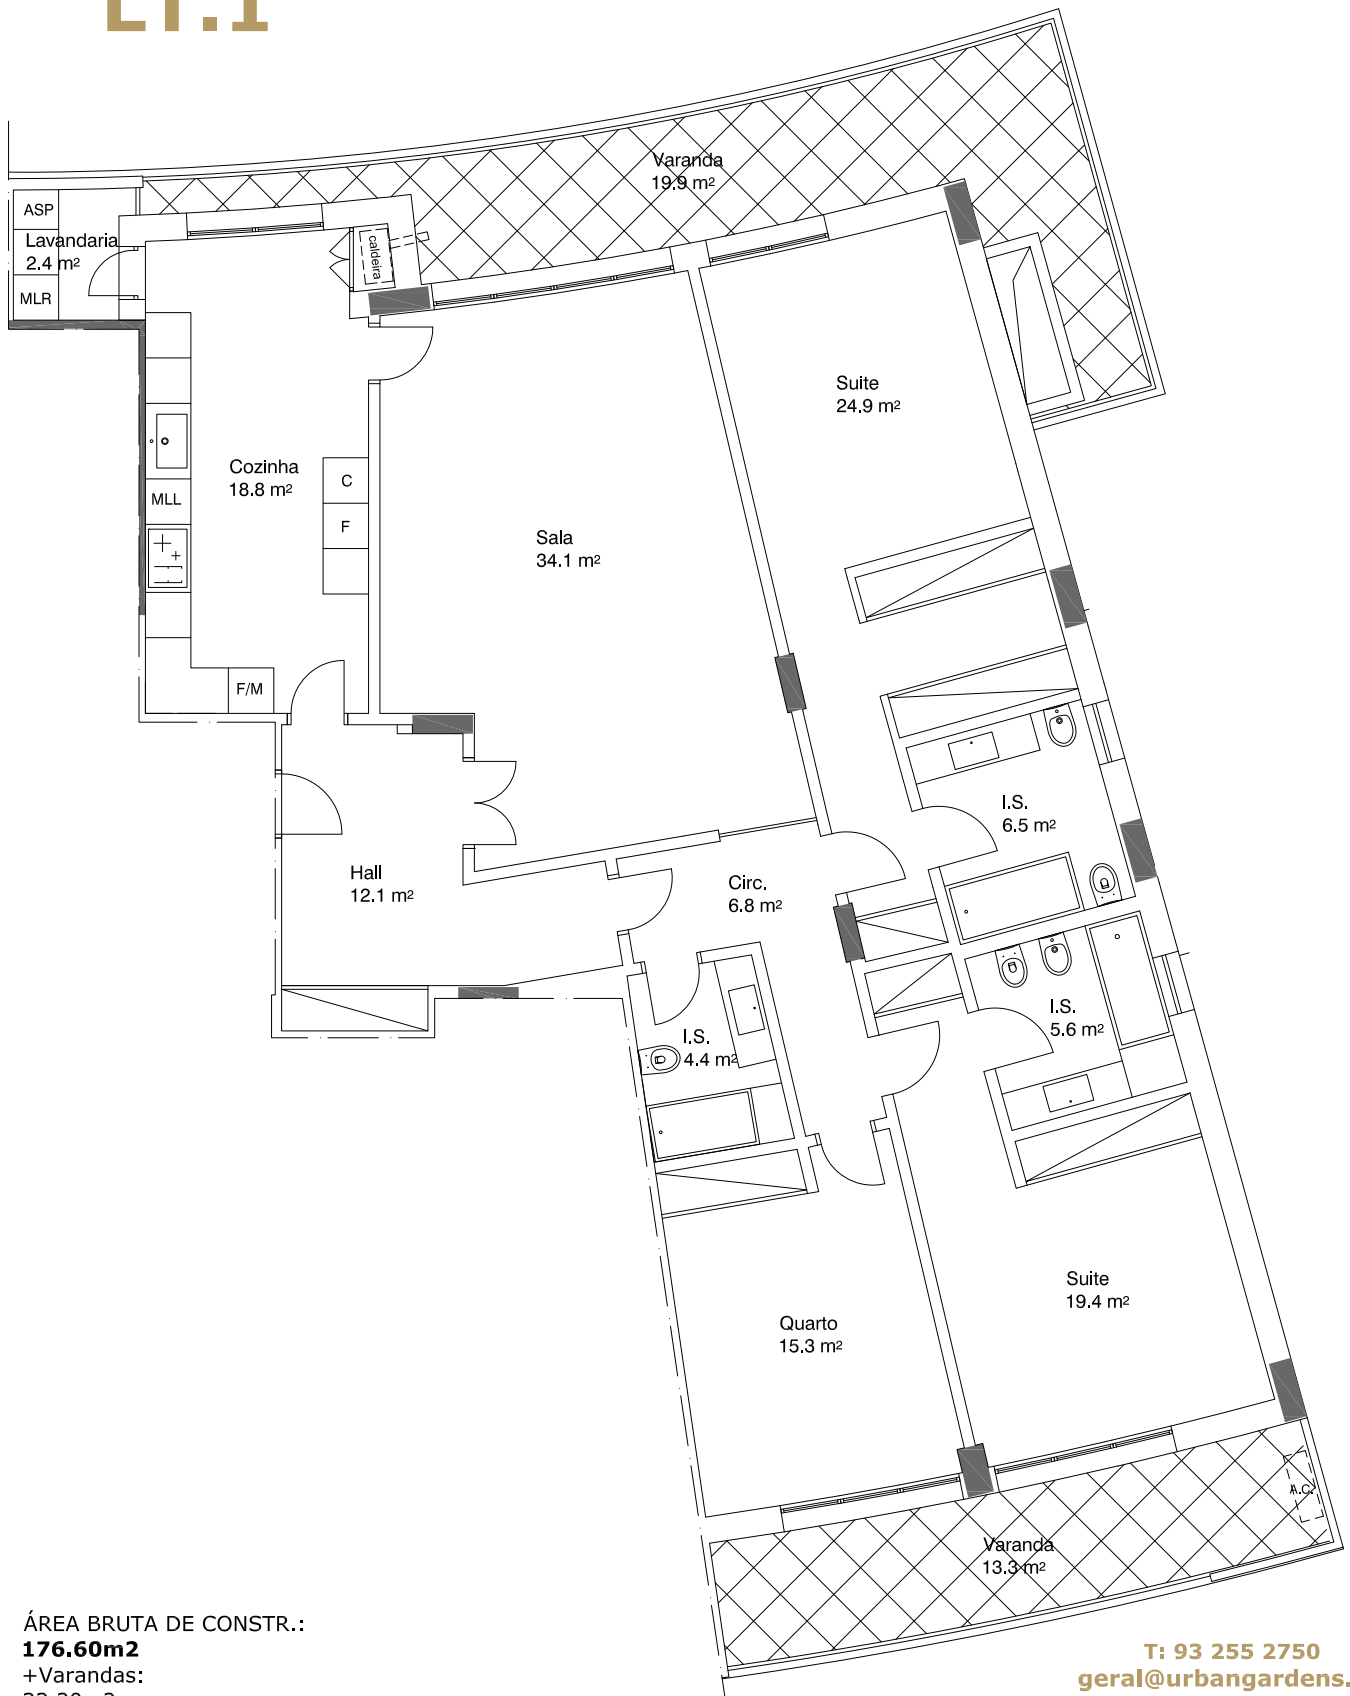 LT.1
Varanda
19.9 m²
ASP
Lavandaria
2.4 m²
MLR
caldeira
Suite
24.9 m²
Cozinha
18.8 m²
C
MLL
F
Sala
34.1 m²
F/M
I.S.
6.5 m²
Hall
12.1 m²
Circ.
6.8 m²
I.S.
5.6 m²
I.S.
4.4 m²
Suite
19.4 m²
Quarto
15.3 m²
A.C.
Varanda
13.3 m²
ÁREA BRUTA DE CONSTR.:
176.60m2
+Varandas:
T: 93 255 2750
geral@urbangardens.